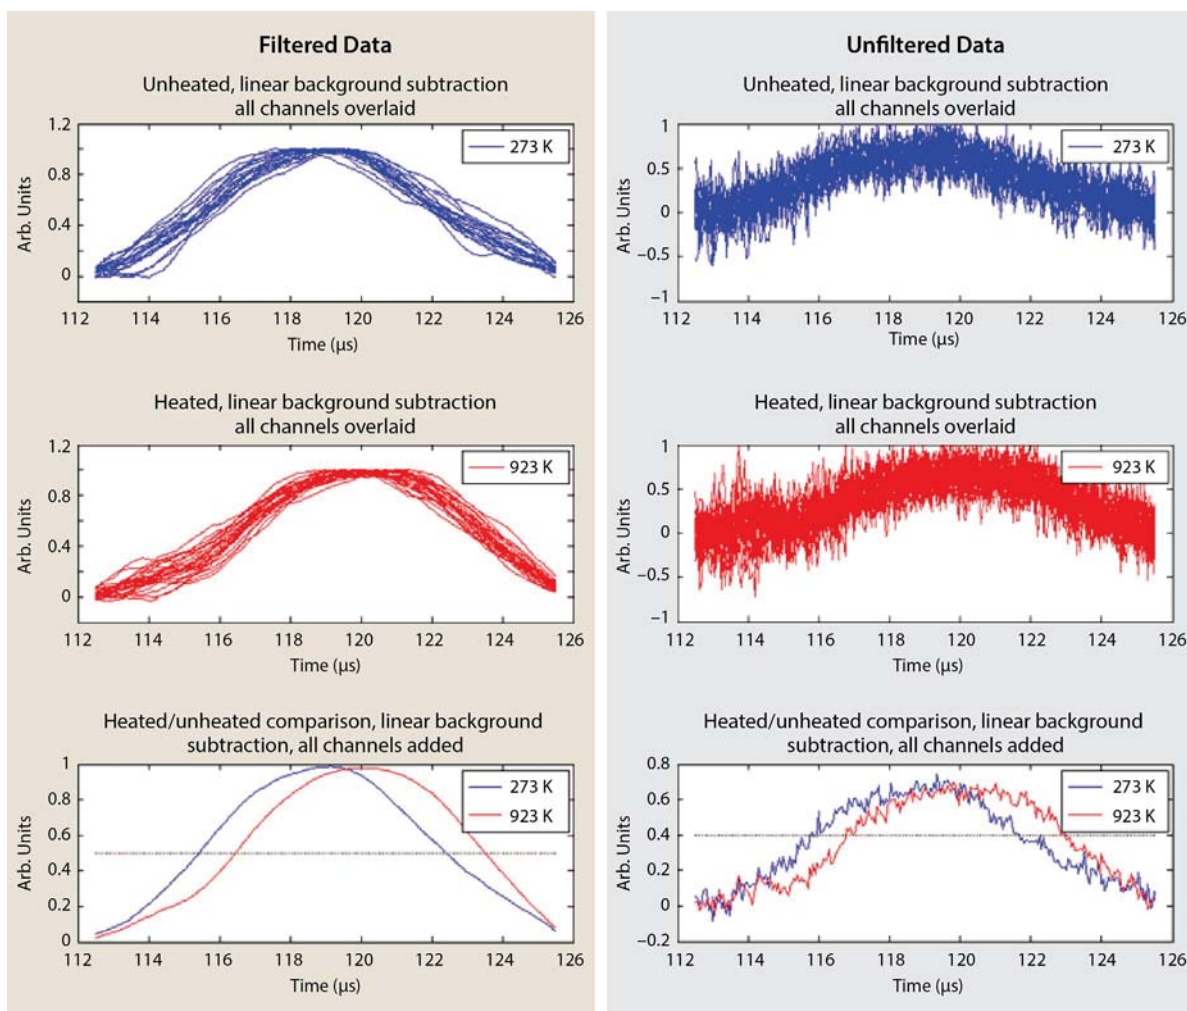 Filtered Data
Unheated, linear background subtraction
all channels overlaid
1.2
0.8
0.4
0
Arb. Units
273 K
112 114 116 118 120 122 124 126
Time (µs)
Heated, linear background subtraction
all channels overlaid
1.2
0.8
0.4
0
Arb. Units
923 K
112 114 116 118 120 122 124 126
Time (µs)
Heated/unheated comparison, linear background
subtraction, all channels added
1
0.8
0.6
0.4
0.2
0
Arb. Units
273 K
923 K
112 114 116 118 120 122 124 126
Time (µs)
Unfiltered Data
Unheated, linear background subtraction
all channels overlaid
1
0.5
0
−0.5
−1
Arb. Units
273 K
112 114 116 118 120 122 124 126
Time (µs)
Heated, linear background subtraction
all channels overlaid
1
0.5
0
−0.5
−1
Arb. Units
923 K
112 114 116 118 120 122 124 126
Time (µs)
Heated/unheated comparison, linear background
subtraction, all channels added
0.8
0.6
0.4
0.2
0
−0.2
Arb. Units
273 K
923 K
112 114 116 118 120 122 124 126
Time (µs)